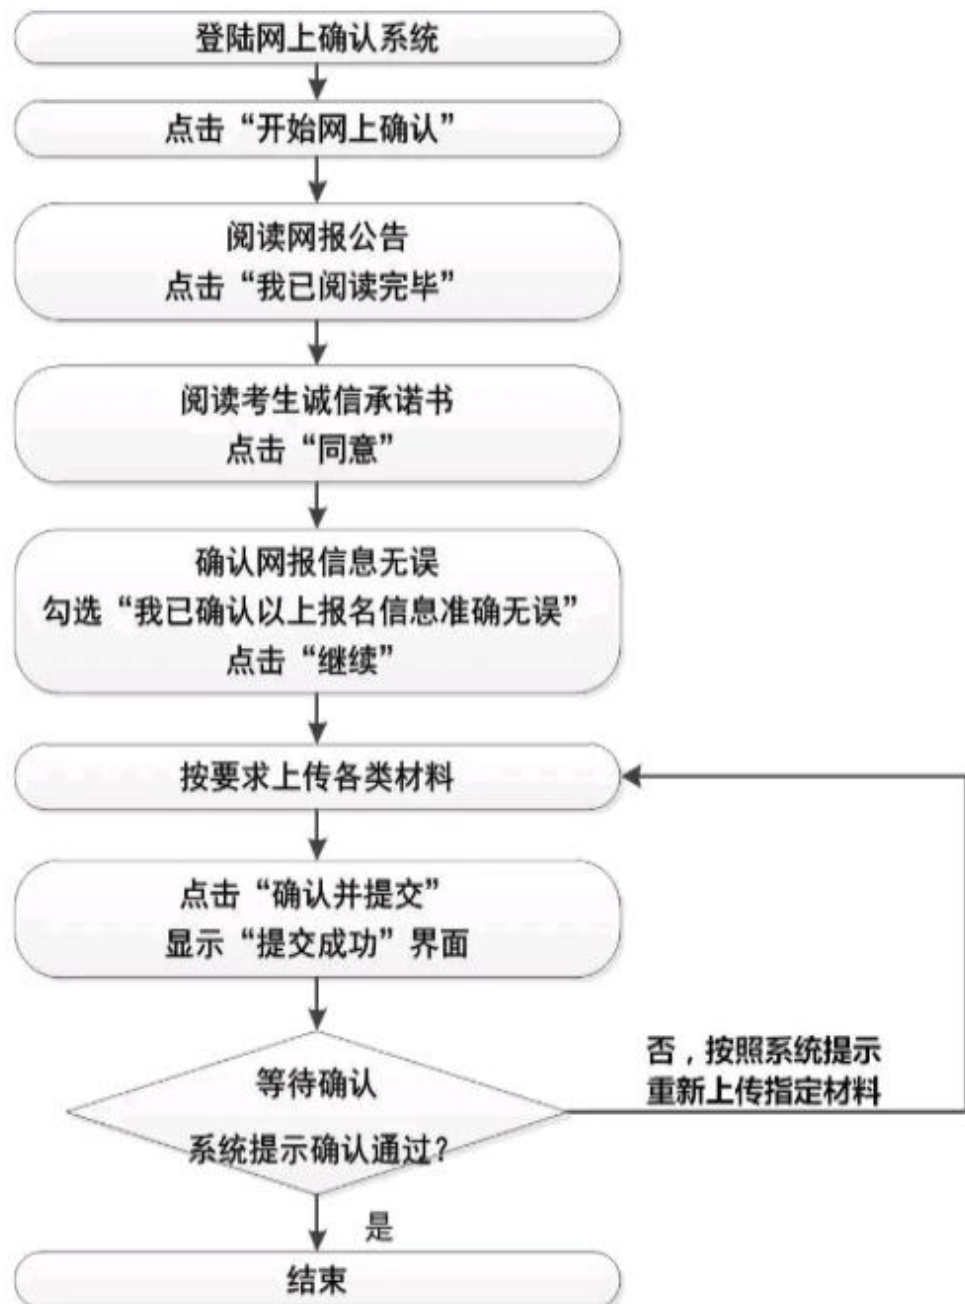 登陆网上确认系统
点击“开始网上确认”
阅读网报公告
点击“我已阅读完毕”
阅读考生诚信承诺书
点击“同意”
确认网报信息无误
勾选“我已确认以上报名信息准确无误”
点击“继续”
按要求上传各类材料
点击“确认并提交”
显示“提交成功”界面
等待确认
系统提示确认通过?
否，按照系统提示
重新上传指定材料
是
结束